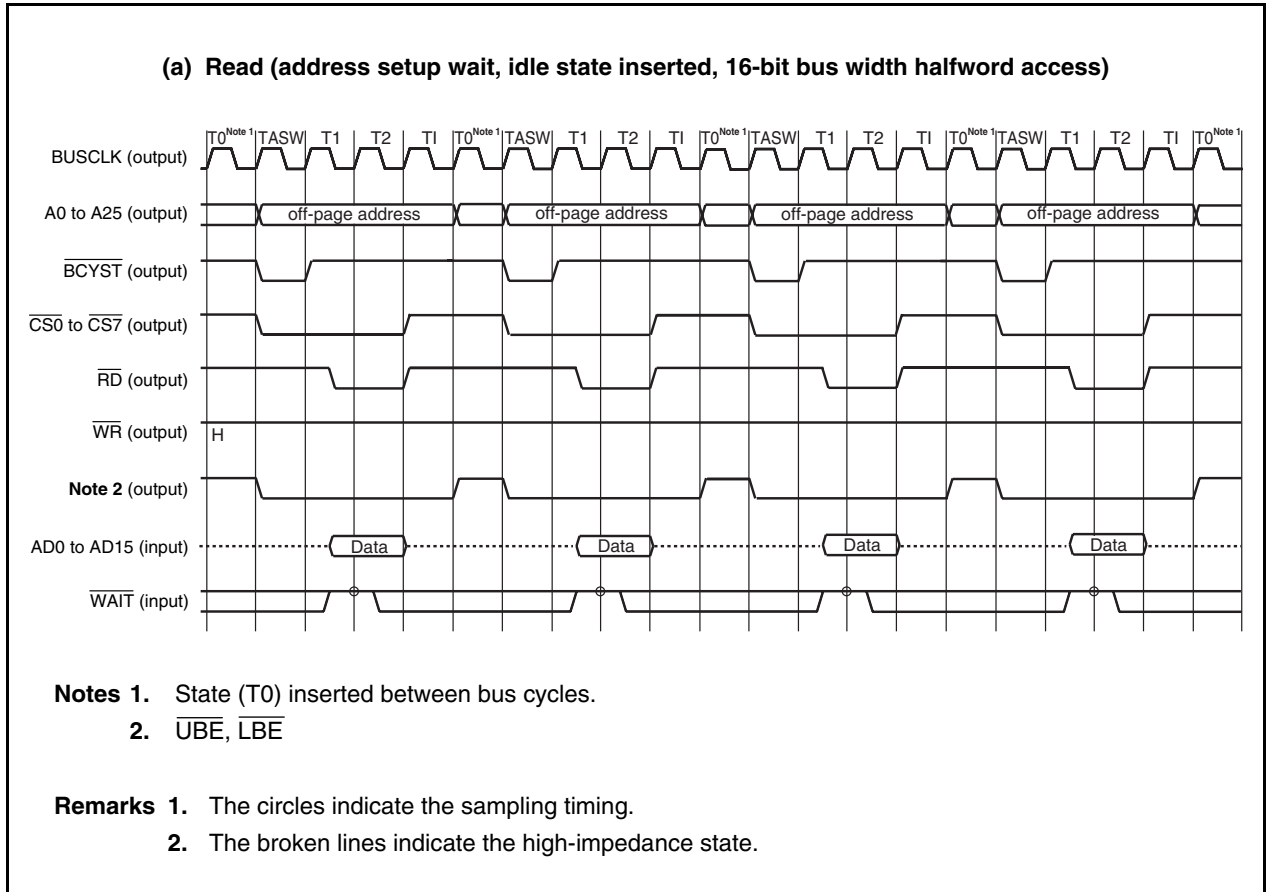 (a) Read (address setup wait, idle state inserted, 16-bit bus width halfword access)
T0Note 1 TASW T1 T2 TI T0Note 1 TASW T1 T2 TI T0Note 1 TASW T1 T2 TI T0Note 1 TASW T1 T2 TI T0Note 1
BUSCLK (output)
A0 to A25 (output) off-page address off-page address off-page address off-page address
BCYST (output)
CS0 to CS7 (output)
RD (output)
WR (output) H
Note 2 (output)
AD0 to AD15 (input) Data Data Data Data
WAIT (input)
Notes 1. State (T0) inserted between bus cycles.
2. UBE, LBE
Remarks 1. The circles indicate the sampling timing.
2. The broken lines indicate the high-impedance state.